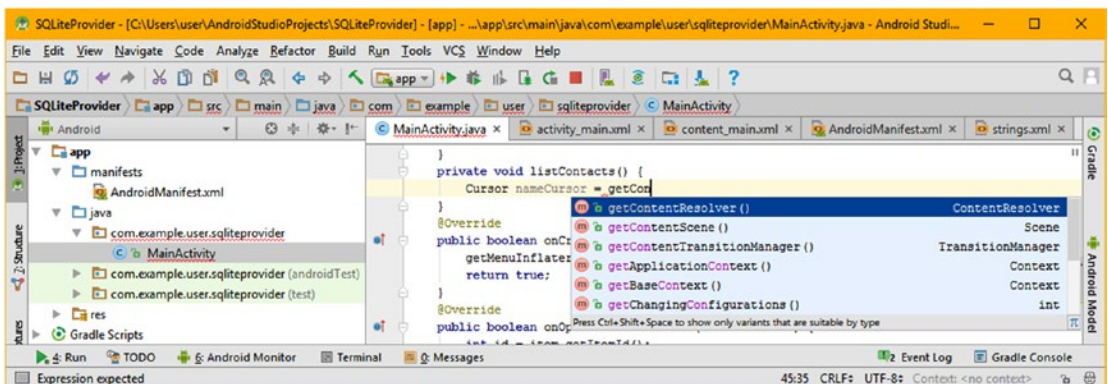 SQLiteProvider - [C:\Users\user\AndroidStudioProjects\SQLiteProvider] - [app] - ...\app\src\main\java\com\example\user\sqliteprovider\MainActivity.java - Android Studi...
File Edit View Navigate Code Analyze Refactor Build Run Tools VCS Window Help
app
SQLiteProvider app src main java com example user sqliteprovider MainActivity
Android
MainActivity.java activity_main.xml content_main.xml AndroidManifest.xml strings.xml
1: Project
Z: Structure
app
manifests
AndroidManifest.xml
java
com.example.user.sqliteprovider
MainActivity
com.example.user.sqliteprovider (androidTest)
com.example.user.sqliteprovider (test)
res
Gradle Scripts
}
private void listContacts() {
Cursor nameCursor = getCon
}
@Override
public boolean onCr
getMenuInflater
return true;
}
@Override
public boolean onOp
int id = item.getItemId();
getContentResolver() ContentResolver
getContentScene() Scene
getContentTransitionManager() TransitionManager
getApplicationContext() Context
getBaseContext() Context
getChangingConfigurations() int
Press Ctrl+Shift+Space to show only variants that are suitable by type
Gradle
Android Model
4: Run TODO 6: Android Monitor Terminal 0: Messages 2 Event Log Gradle Console
Expression expected 45:35 CRLF UTF-8 Context: <no context>